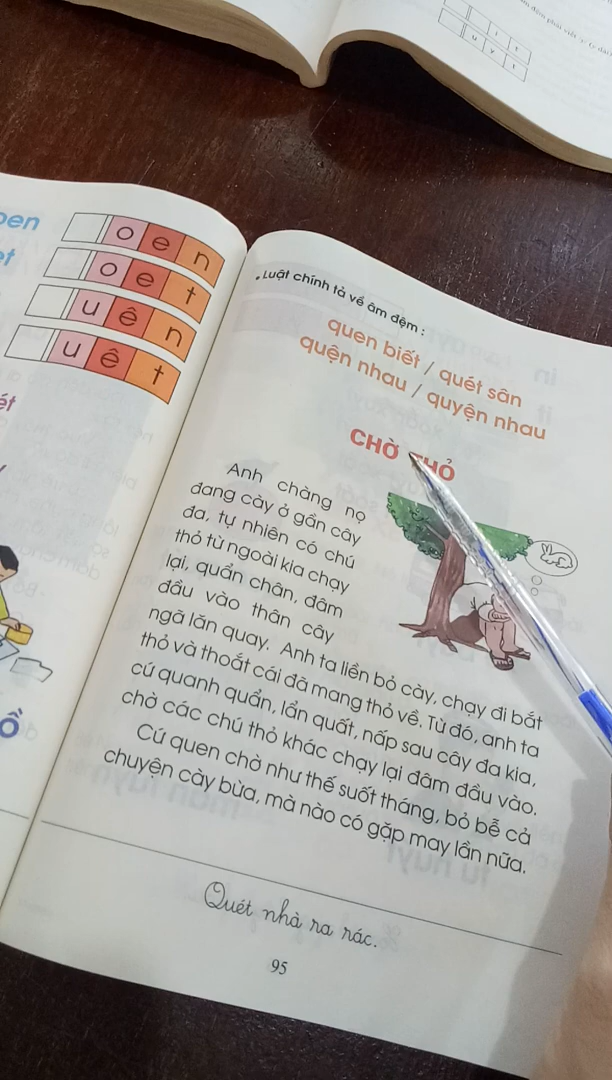 o e n
o e t
u ê n
u ê t
• Luật chính tả về âm đệm :
quen biết / quét sân
quện nhau / quyện nhau
CHỜ THỎ
Anh chàng nọ
đang cày ở gần cây
đa, tự nhiên có chú
thỏ từ ngoài kia chạy
lại, quẩn chân, đâm
đầu vào thân cây
ngã lăn quay. Anh ta liền bỏ cày, chạy đi bắt
thỏ và thoắt cái đã mang thỏ về. Từ đó, anh ta
cứ quanh quẩn, lẩn quất, nấp sau cây đa kia,
chờ các chú thỏ khác chạy lại đâm đầu vào.
Cứ quen chờ như thế suốt tháng, bỏ bễ cả
chuyện cày bừa, mà nào có gặp may lần nữa.
Quét nhà ra rác.
95